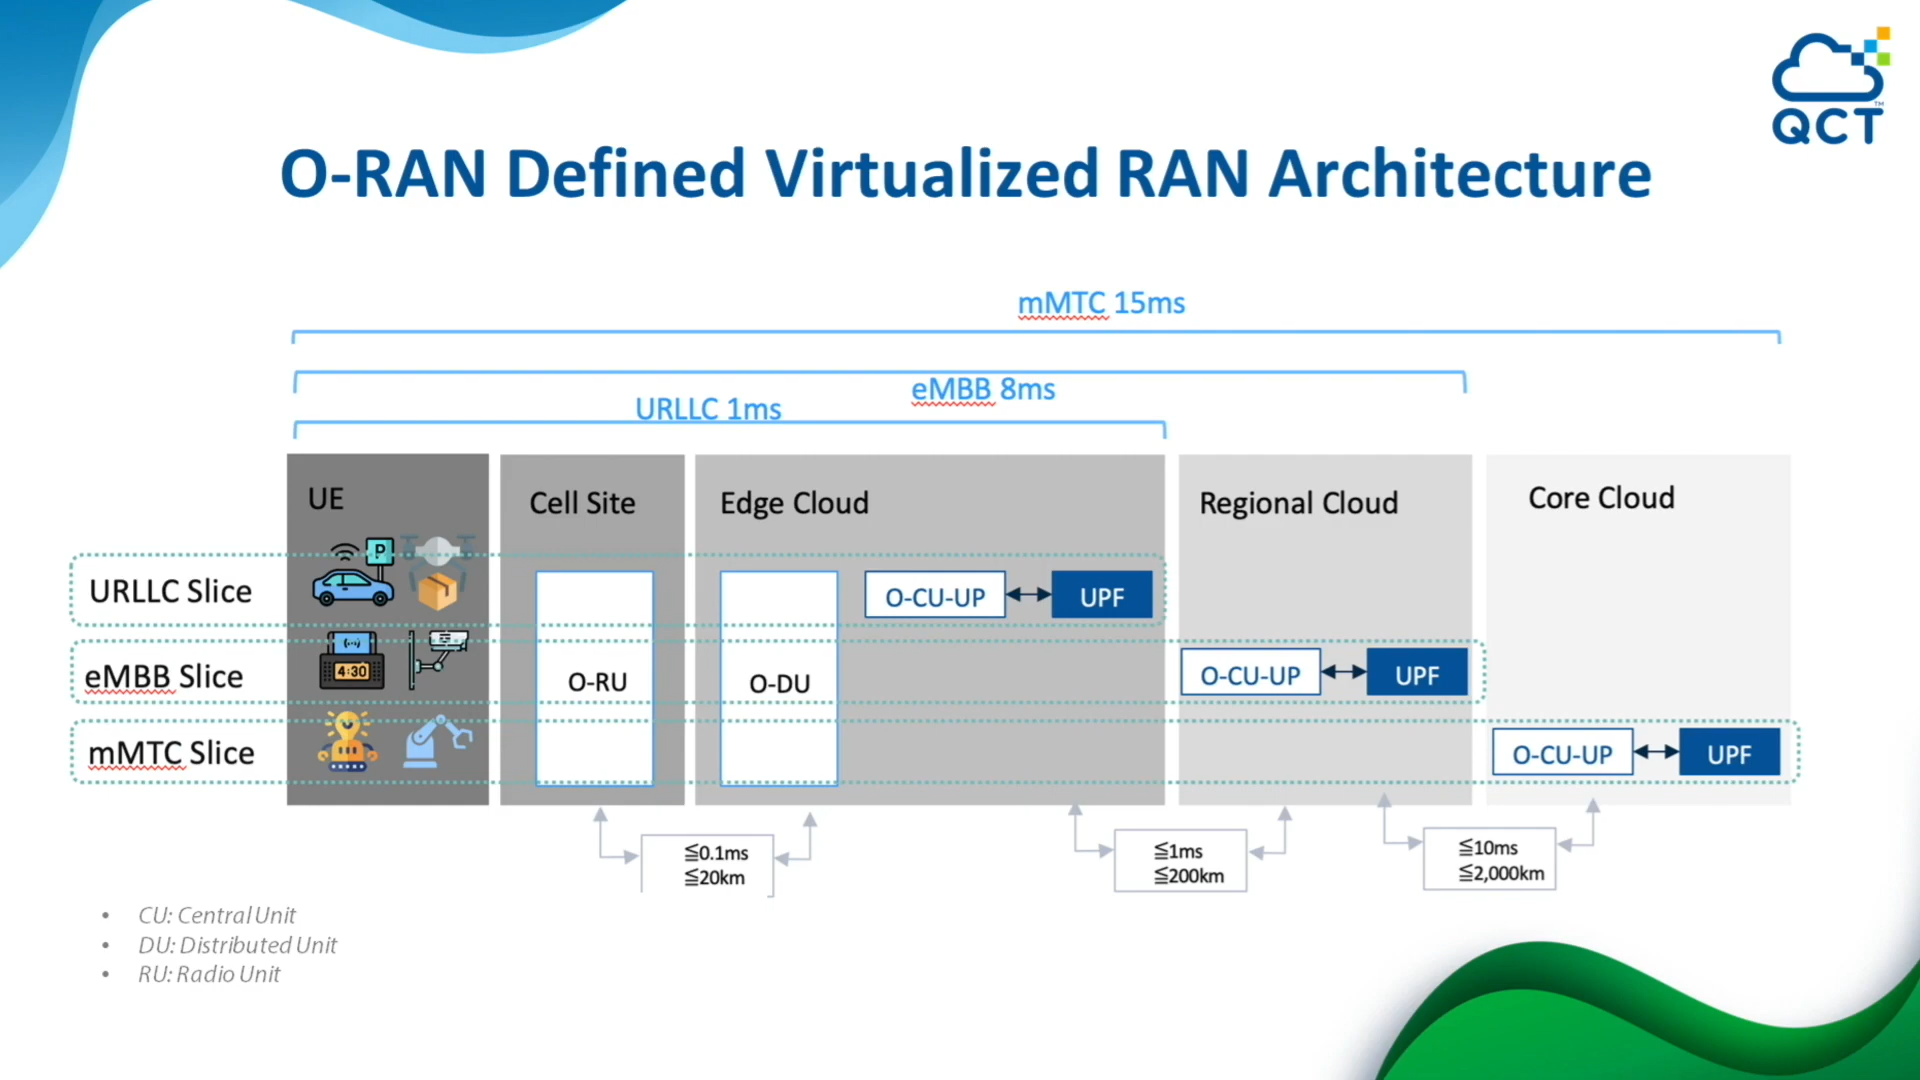 QCT™
O-RAN Defined Virtualized RAN Architecture
mMTC 15ms
eMBB 8ms
URLLC 1ms
UE
Cell Site
Edge Cloud
Regional Cloud
Core Cloud
P
URLLC Slice
O-CU-UP
UPF
4:30
eMBB Slice
O-RU
O-DU
O-CU-UP
UPF
mMTC Slice
O-CU-UP
UPF
≦0.1ms
≦20km
≦1ms
≦200km
≦10ms
≦2,000km
• CU: Central Unit
• DU: Distributed Unit
• RU: Radio Unit